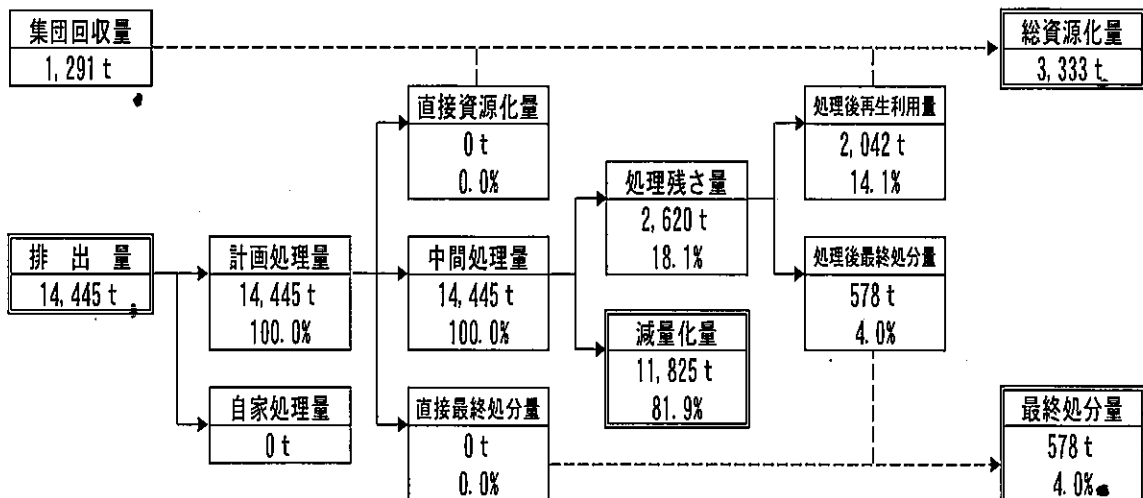 集団回収量
1,291 t
総資源化量
3,333 t
直接資源化量
0 t
0.0%
処理後再生利用量
2,042 t
14.1%
処理残さ量
2,620 t
18.1%
排 出 量
14,445 t
計画処理量
14,445 t
100.0%
中間処理量
14,445 t
100.0%
処理後最終処分量
578 t
4.0%
減量化量
11,825 t
81.9%
自家処理量
0 t
直接最終処分量
0 t
0.0%
最終処分量
578 t
4.0%